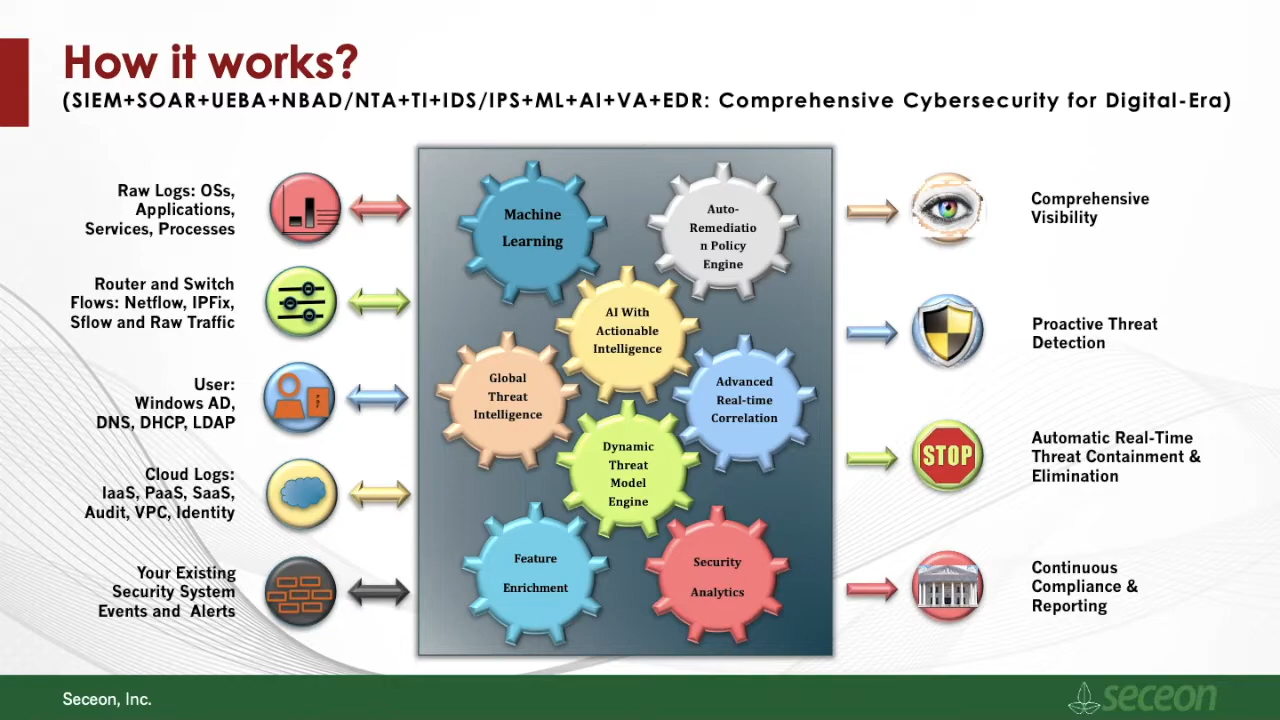 How it works?
(SIEM+SOAR+UEBA+NBAD/NTA+TI+IDS/IPS+ML+AI+VA+EDR: Comprehensive Cybersecurity for Digital-Era)
Raw Logs: OSs,
Applications,
Services, Processes
Router and Switch
Flows: Netflow, IPFix,
Sflow and Raw Traffic
User:
Windows AD,
DNS, DHCP, LDAP
Cloud Logs:
IaaS, PaaS, SaaS,
Audit, VPC, Identity
Your Existing
Security System
Events and Alerts
Machine
Learning
Auto-
Remediatio
n Policy
Engine
AI With
Actionable
Intelligence
Global
Threat
Intelligence
Advanced
Real-time
Correlation
Dynamic
Threat
Model
Engine
Feature
Enrichment
Security
Analytics
Comprehensive
Visibility
Proactive Threat
Detection
STOP
Automatic Real-Time
Threat Containment &
Elimination
Continuous
Compliance &
Reporting
Seceon, Inc.
seceon